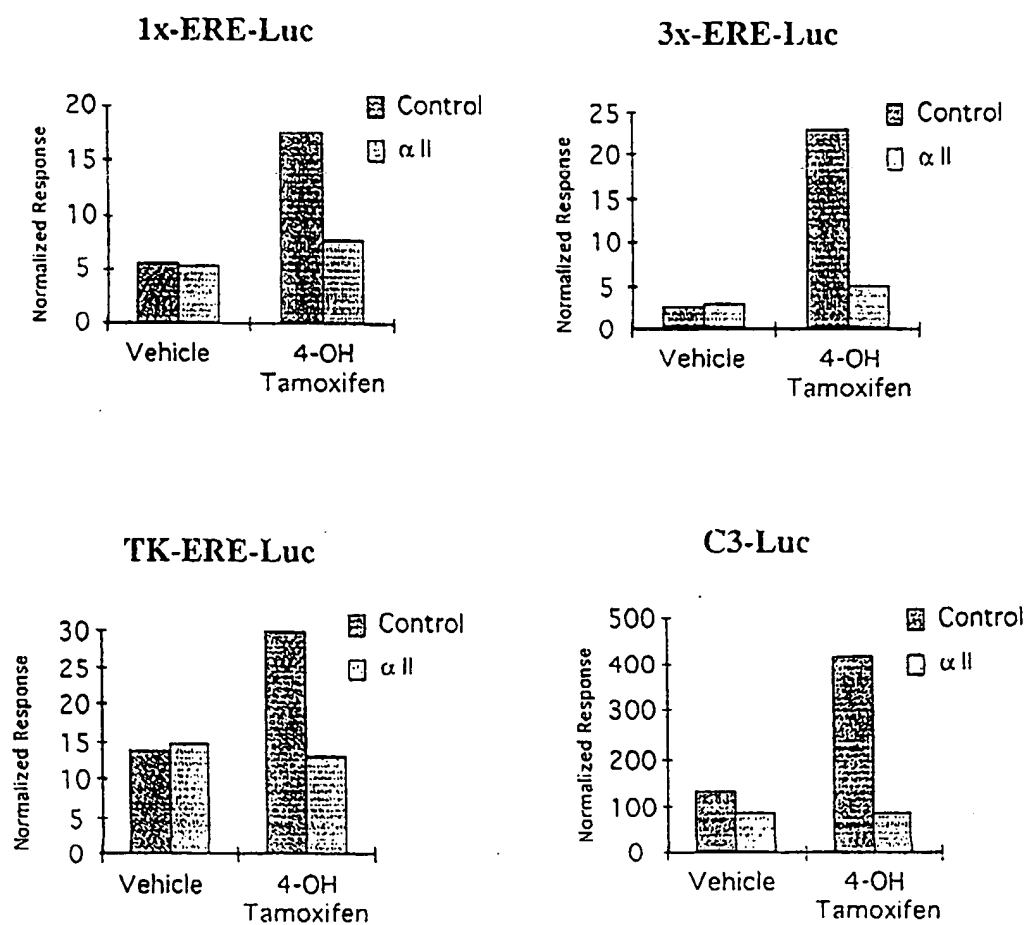 1x-ERE-Luc
Normalized Response
20
15
10
5
0
Control
α II
Vehicle
4-OH
Tamoxifen
3x-ERE-Luc
Normalized Response
25
20
15
10
5
0
Control
α II
Vehicle
4-OH
Tamoxifen
TK-ERE-Luc
Normalized Response
30
25
20
15
10
5
0
Control
α II
Vehicle
4-OH
Tamoxifen
C3-Luc
Normalized Response
500
400
300
200
100
0
Control
α II
Vehicle
4-OH
Tamoxifen